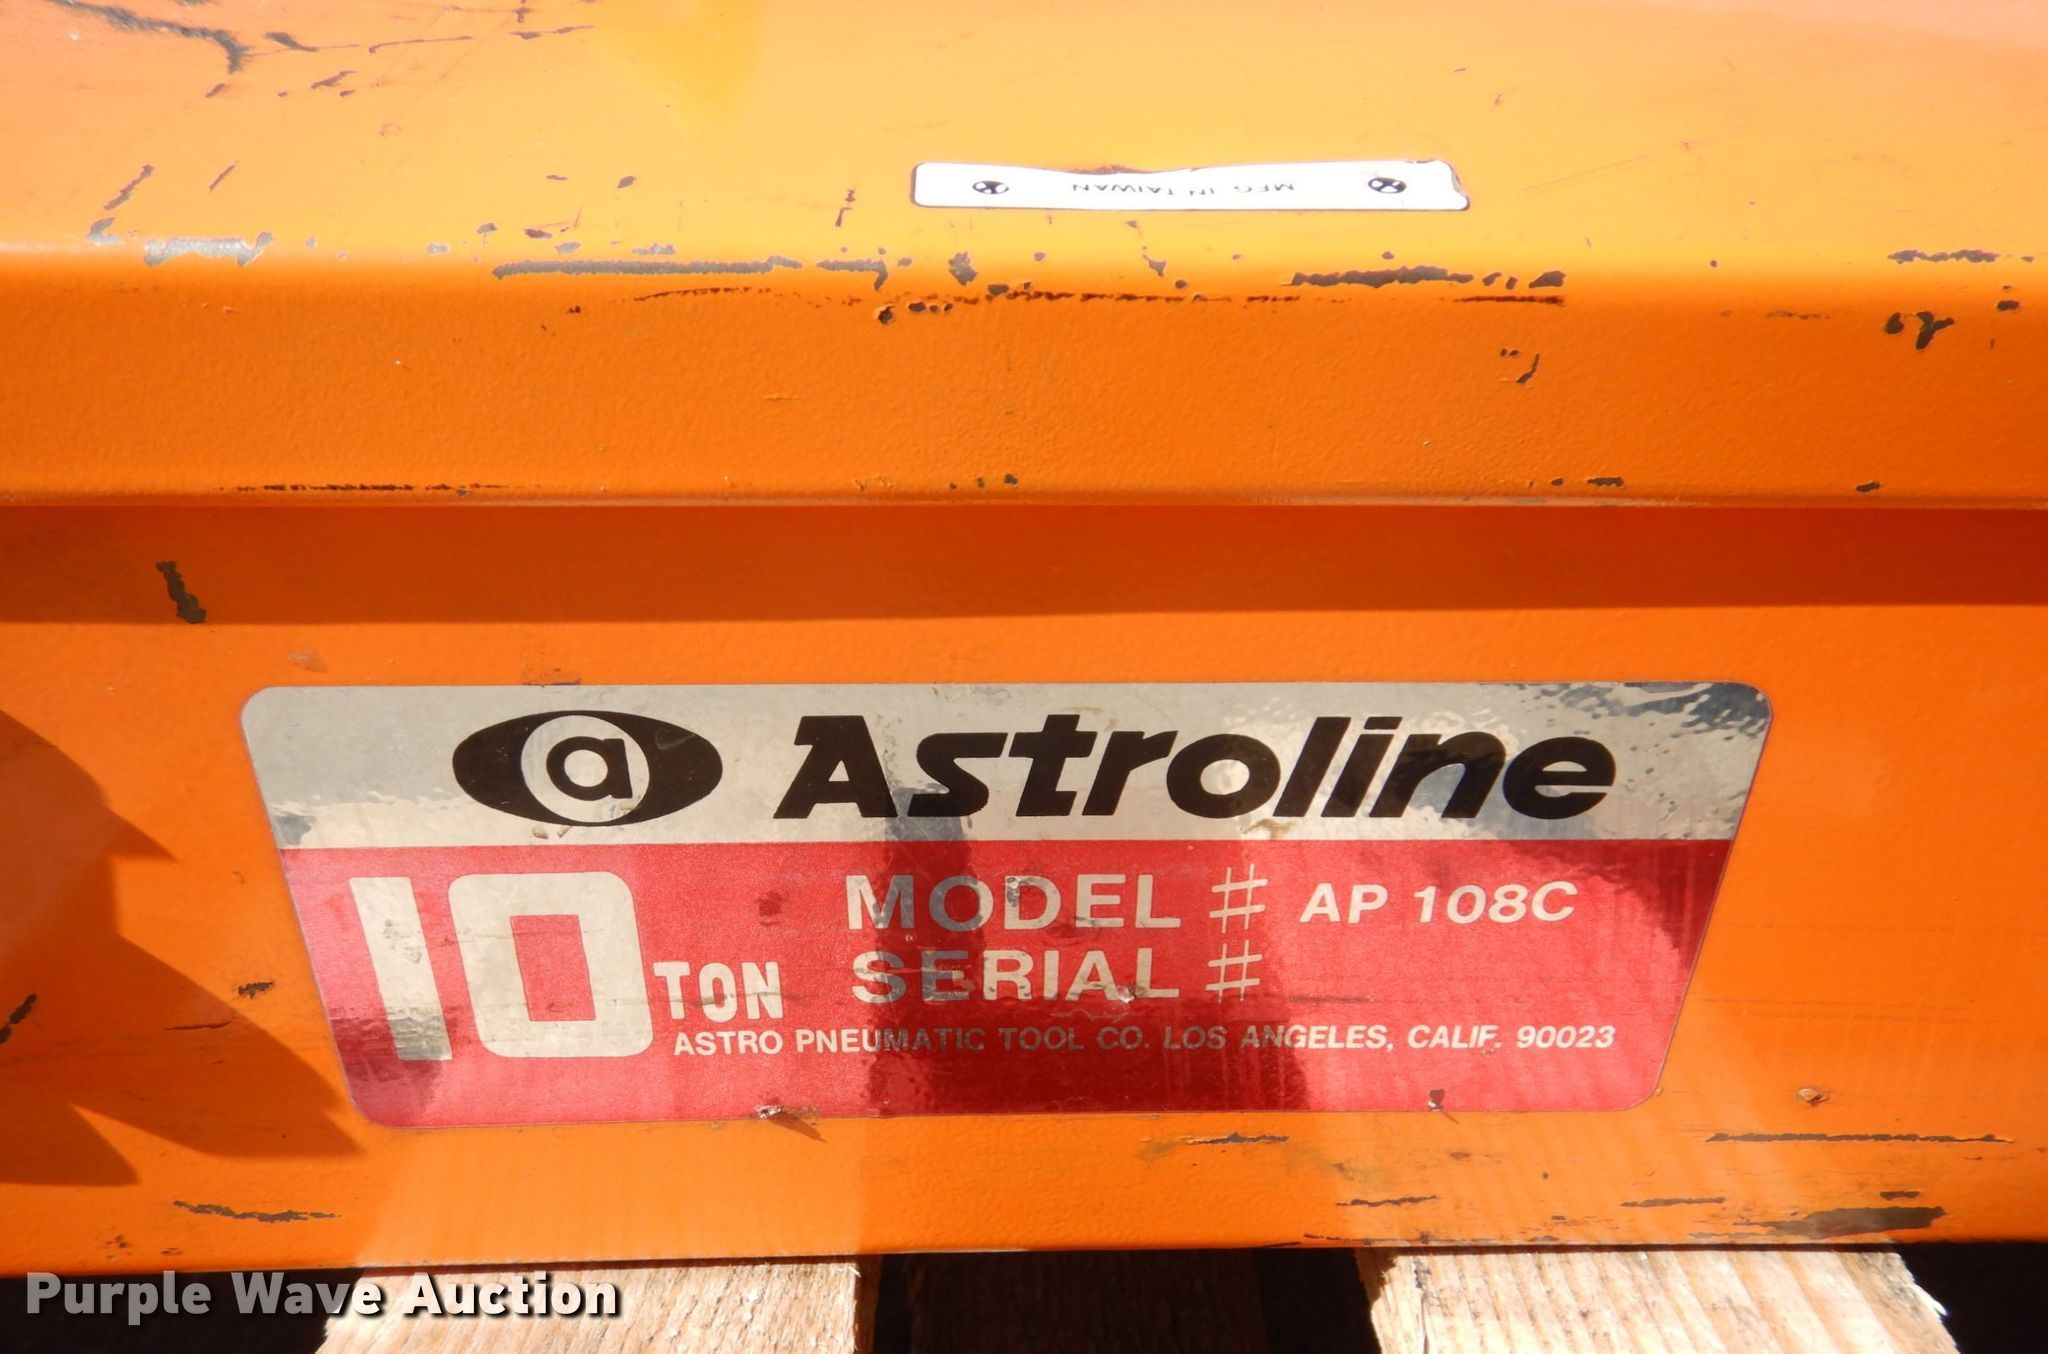 MFG. IN TAIWAN
a Astroline
10 TON
MODEL # AP 108C
SERIAL #
ASTRO PNEUMATIC TOOL CO. LOS ANGELES, CALIF. 90023
Purple Wave Auction